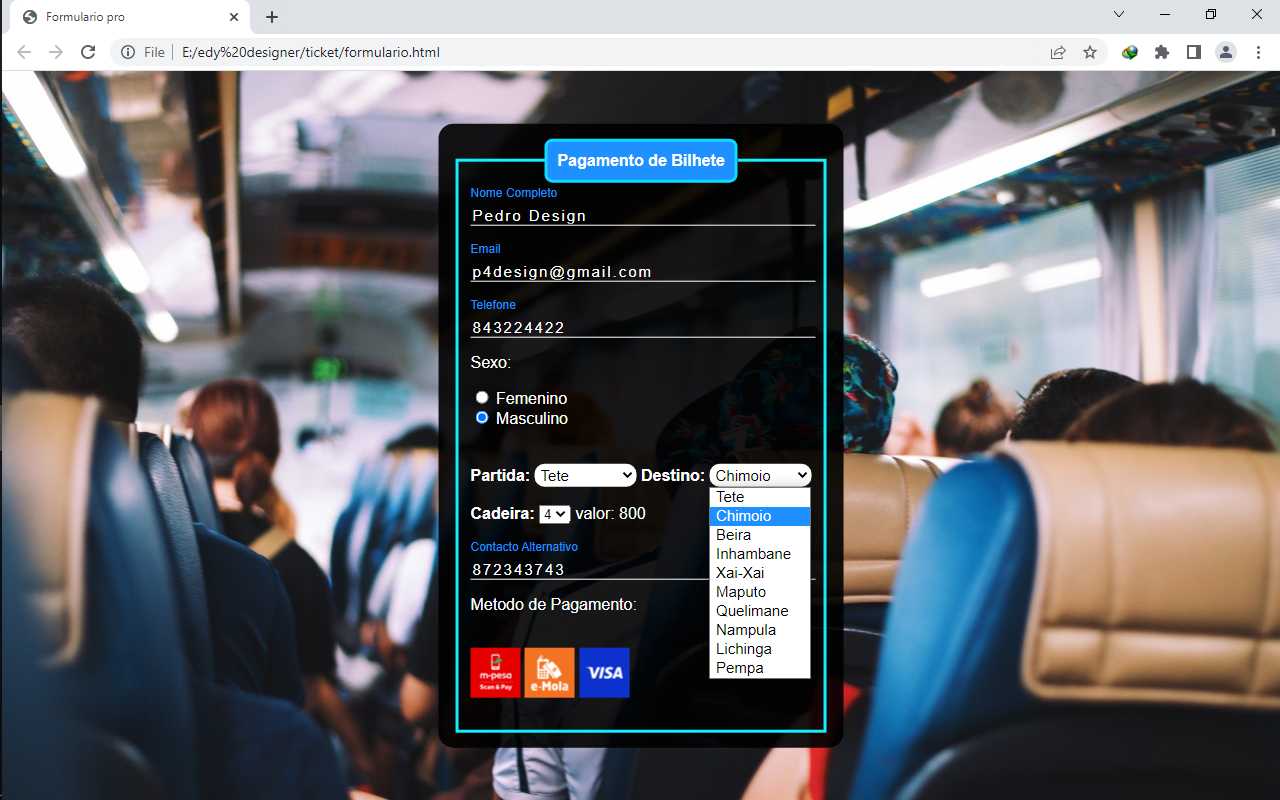 Formulario pro
File
E:/edy%20designer/ticket/formulario.html
Pagamento de Bilhete
Nome Completo
Pedro Design
Email
p4design@gmail.com
Telefone
843224422
Sexo:
Femenino
Masculino
Partida: Tete Destino: Chimoio
Tete
Chimoio
Beira
Inhambane
Xai-Xai
Maputo
Quelimane
Nampula
Lichinga
Pempa
Cadeira: 4 valor: 800
Contacto Alternativo
872343743
Metodo de Pagamento:
m-pesa
Scan & Pay
e-Mola
VISA